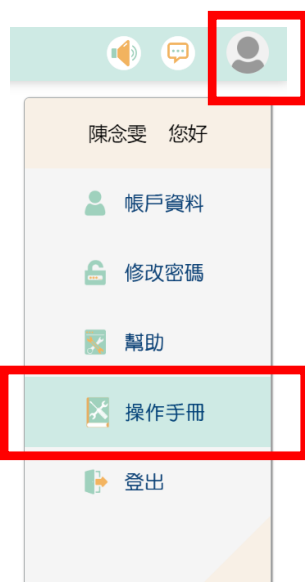 陳念雯　您好
帳戶資料
修改密碼
幫助
操作手冊
登出